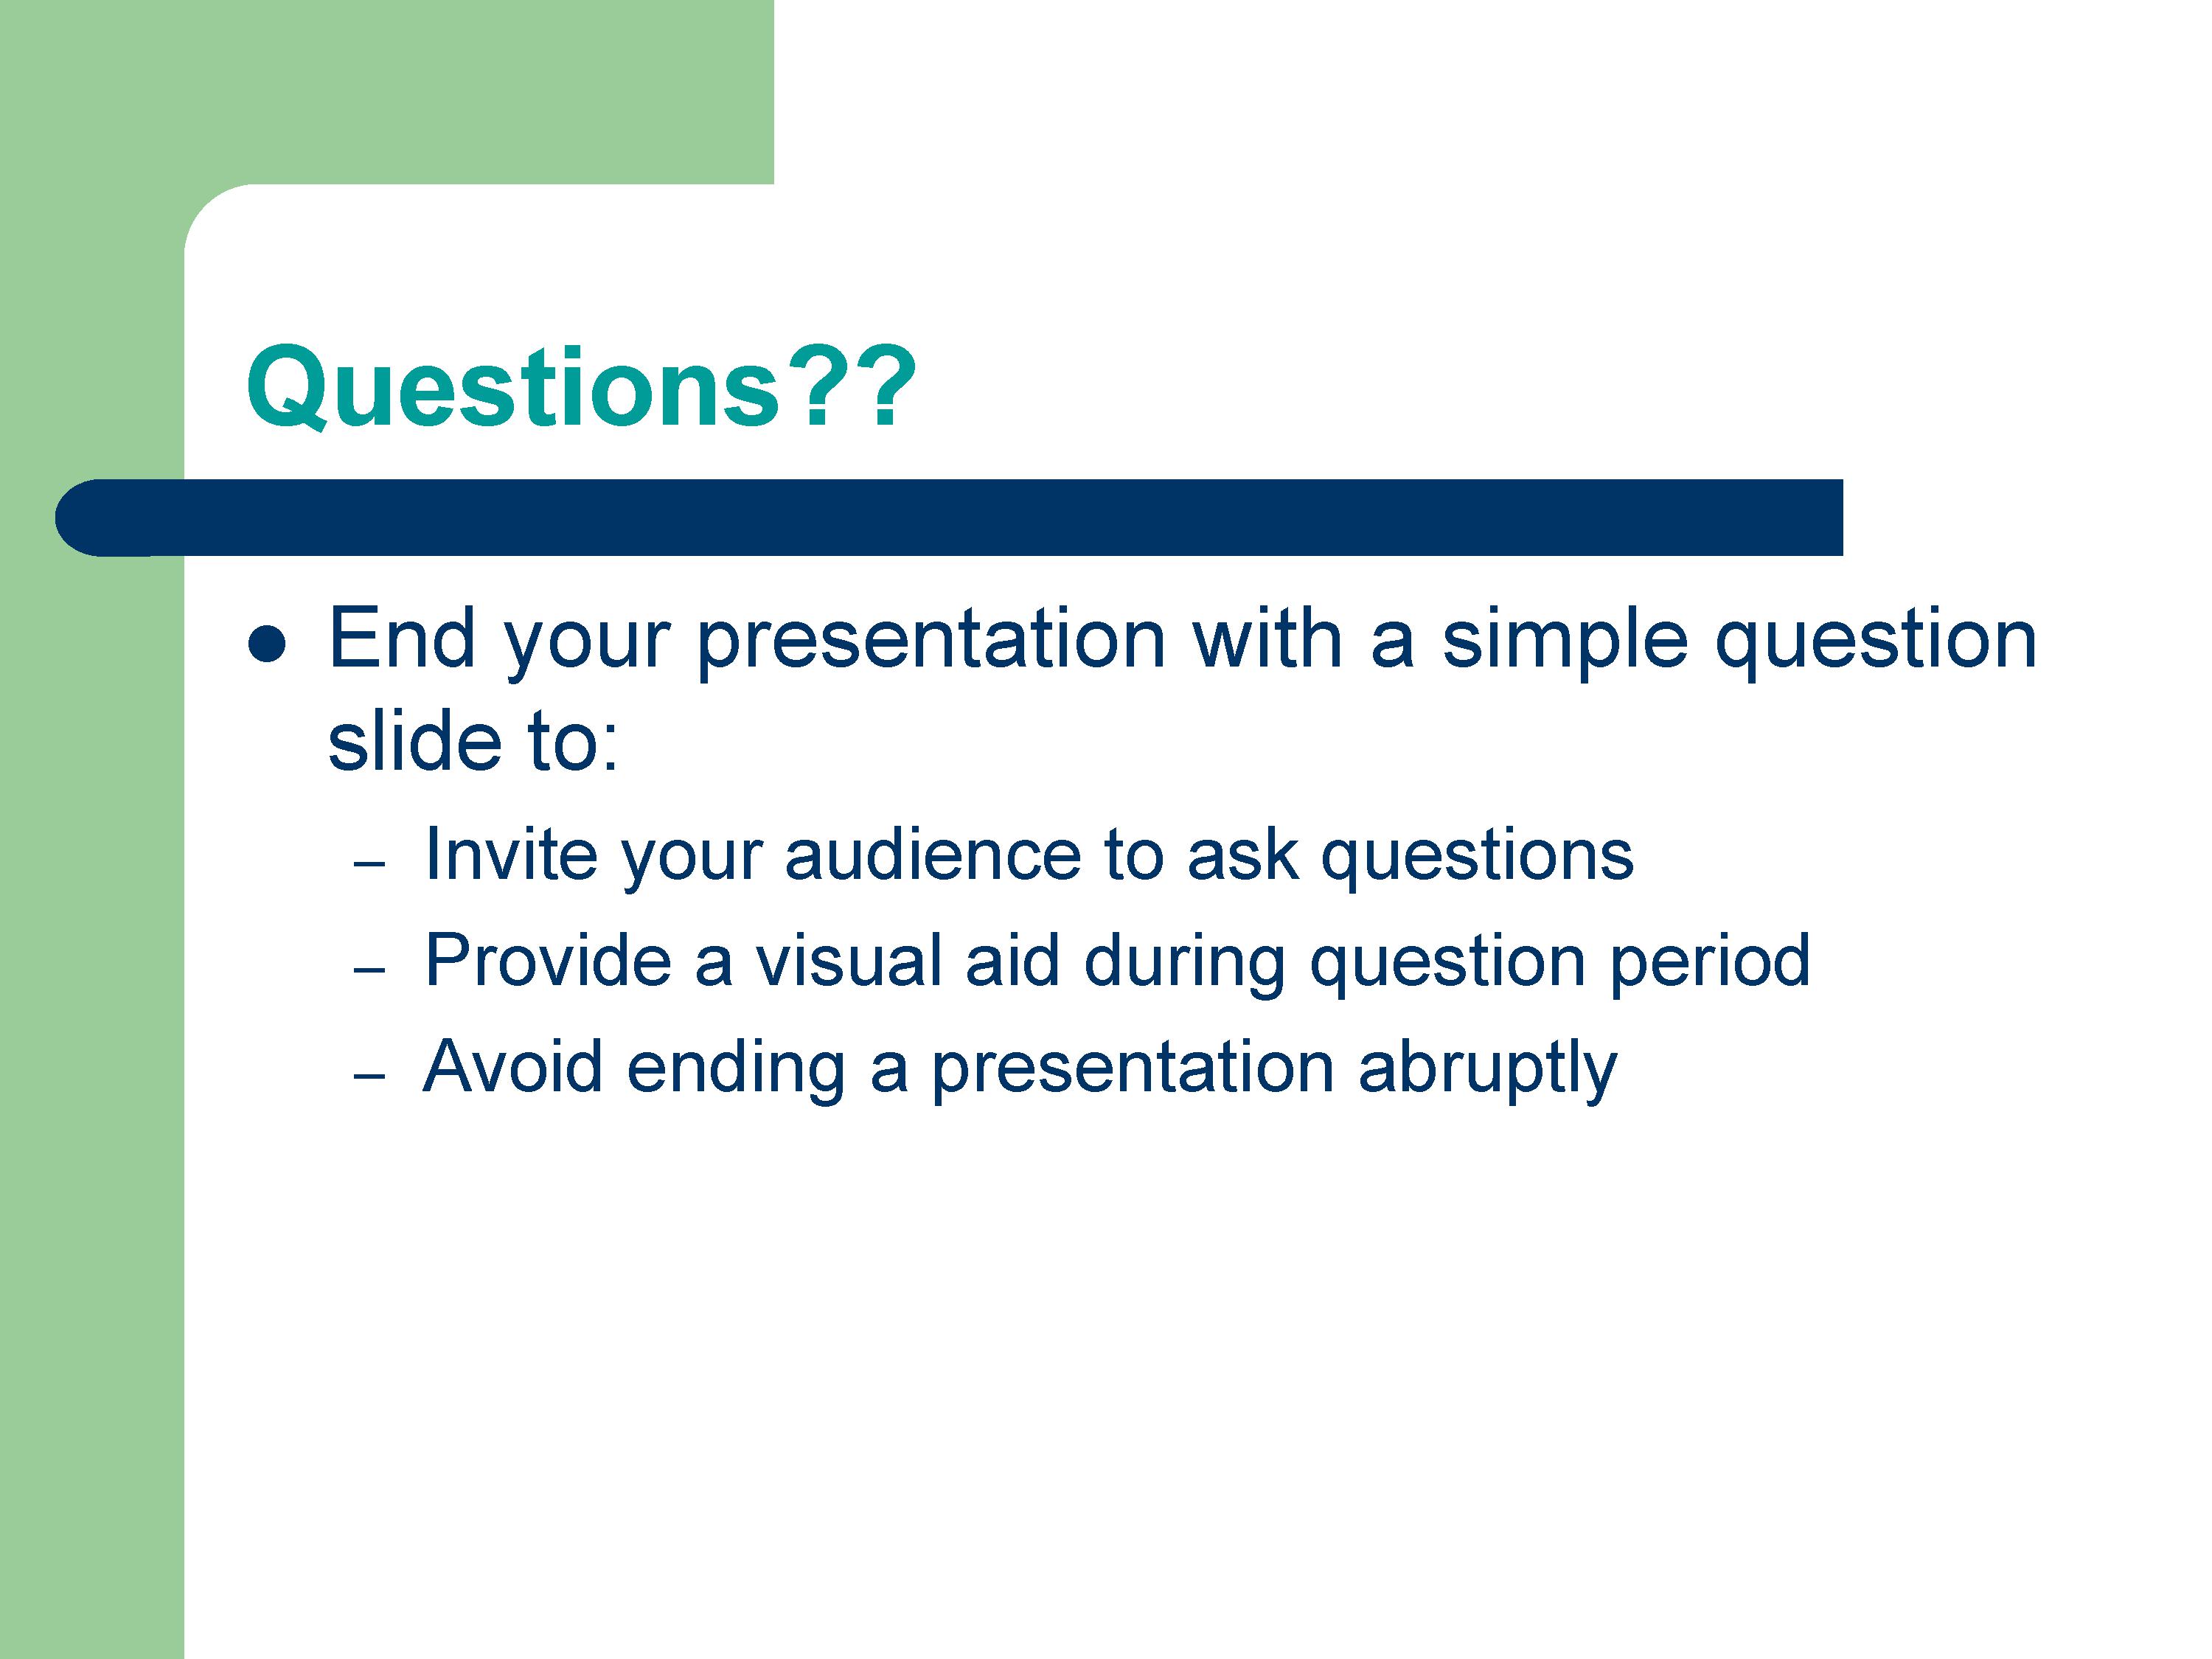 Questions??
● End your presentation with a simple question
slide to:
– Invite your audience to ask questions
– Provide a visual aid during question period
– Avoid ending a presentation abruptly